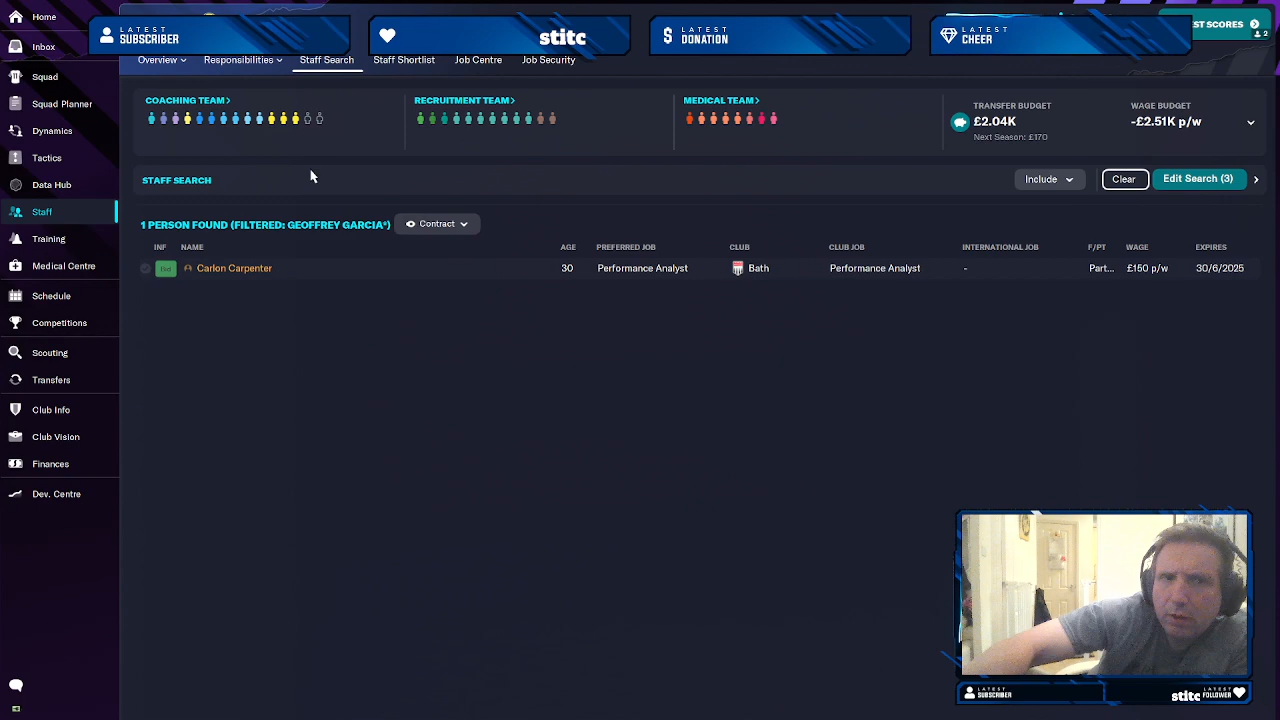 Home
LATEST
SUBSCRIBER
stitc
LATEST
DONATION
LATEST
CHEER
ST SCORES
2
Inbox
Squad
Squad Planner
Dynamics
Tactics
Data Hub
Staff
Training
Medical Centre
Schedule
Competitions
Scouting
Transfers
Club Info
Club Vision
Finances
Dev. Centre
Overview
Responsibilities
Staff Search
Staff Shortlist
Job Centre
Job Security
COACHING TEAM
RECRUITMENT TEAM
MEDICAL TEAM
TRANSFER BUDGET
£2.04K
Next Season: £170
WAGE BUDGET
-£2.51K p/w
STAFF SEARCH
Include
Clear
Edit Search (3)
1 PERSON FOUND (FILTERED: GEOFFREY GARCIA*)
Contract
INF NAME AGE PREFERRED JOB CLUB CLUB JOB INTERNATIONAL JOB F/PT WAGE EXPIRES
Carlon Carpenter 30 Performance Analyst Bath Performance Analyst - Part... £150 p/w 30/6/2025
LATEST
SUBSCRIBER
stitc
LATEST
FOLLOWER